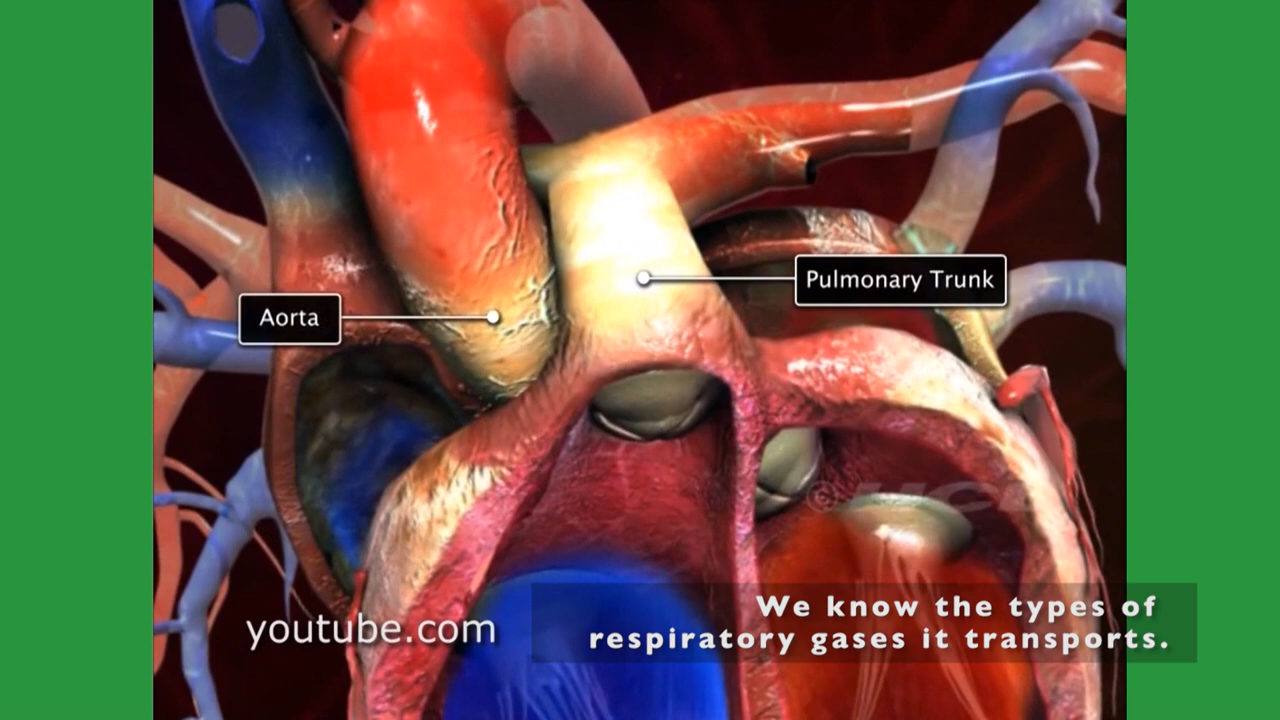 Pulmonary Trunk
Aorta
We know the types of
respiratory gases it transports.
youtube.com